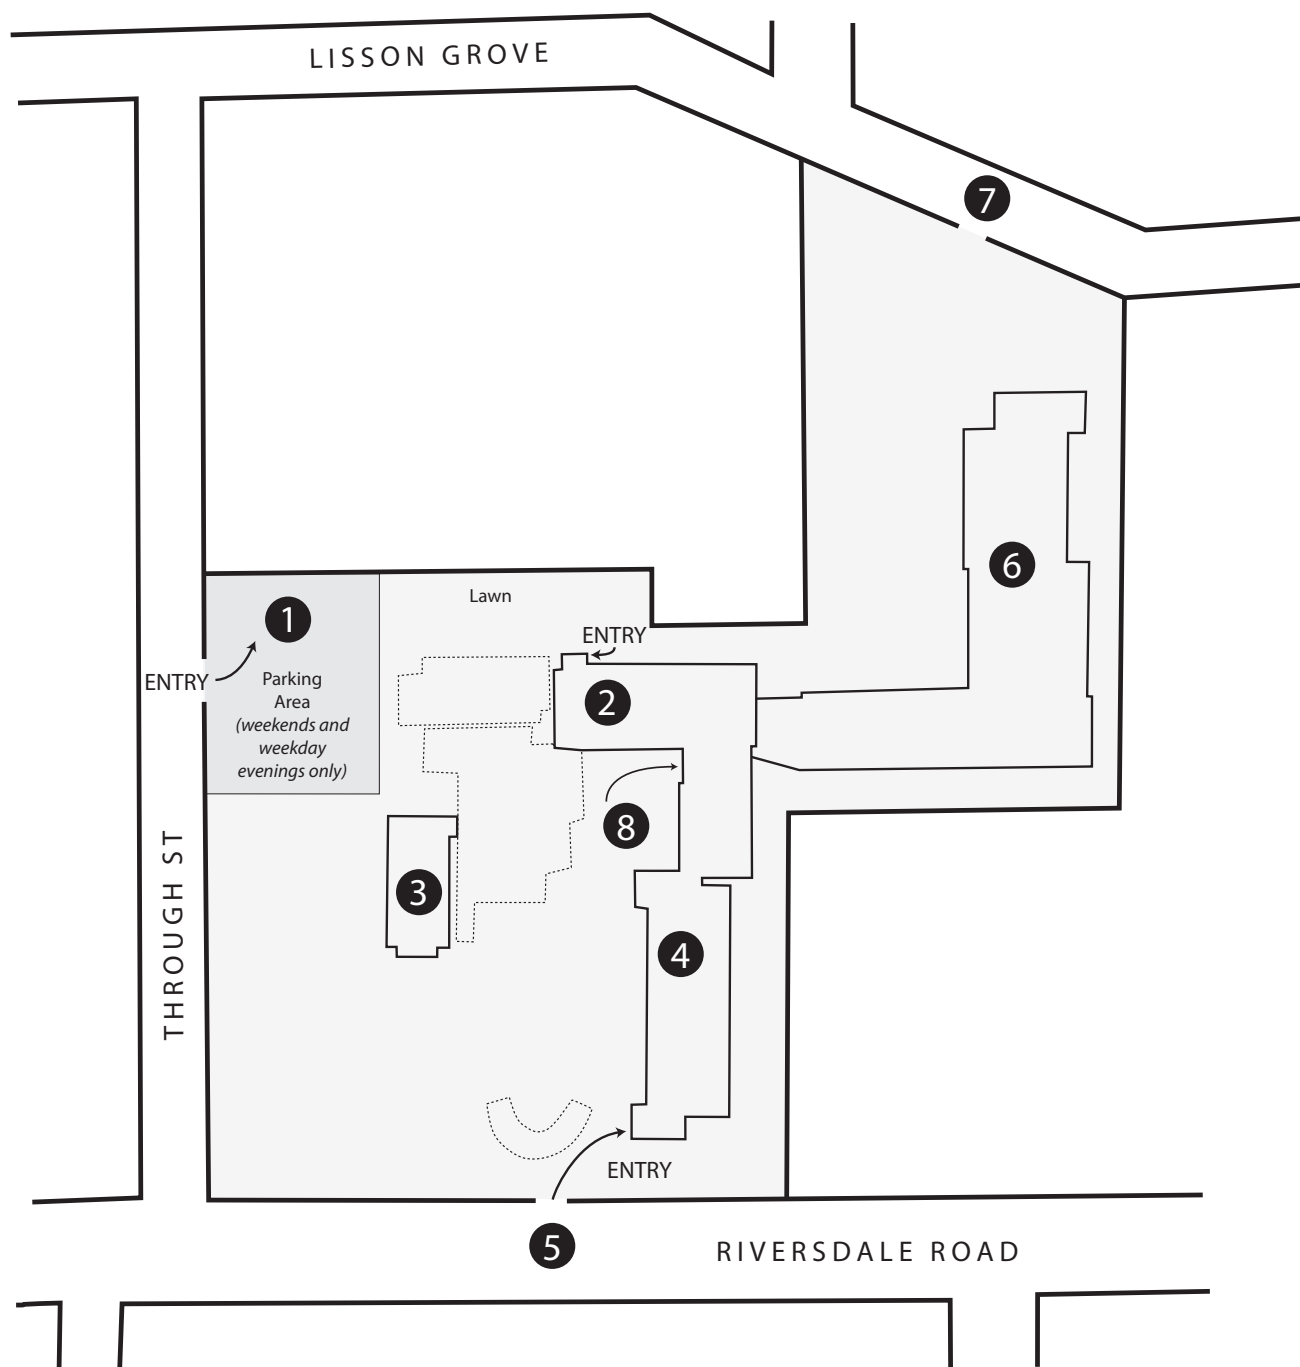 LISSON GROVE
7
6
Lawn
1
ENTRY
ENTRY
Parking
Area
(weekends and
weekday
evenings only)
2
8
3
THROUGH ST
4
ENTRY
5
RIVERSDALE ROAD